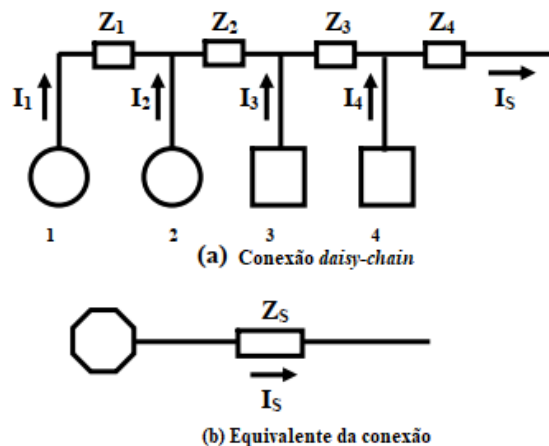 Z1 Z2 Z3 Z4
I1 I2 I3 I4 IS
1 2 3 4
(a) Conexão daisy-chain
ZS
IS
(b) Equivalente da conexão